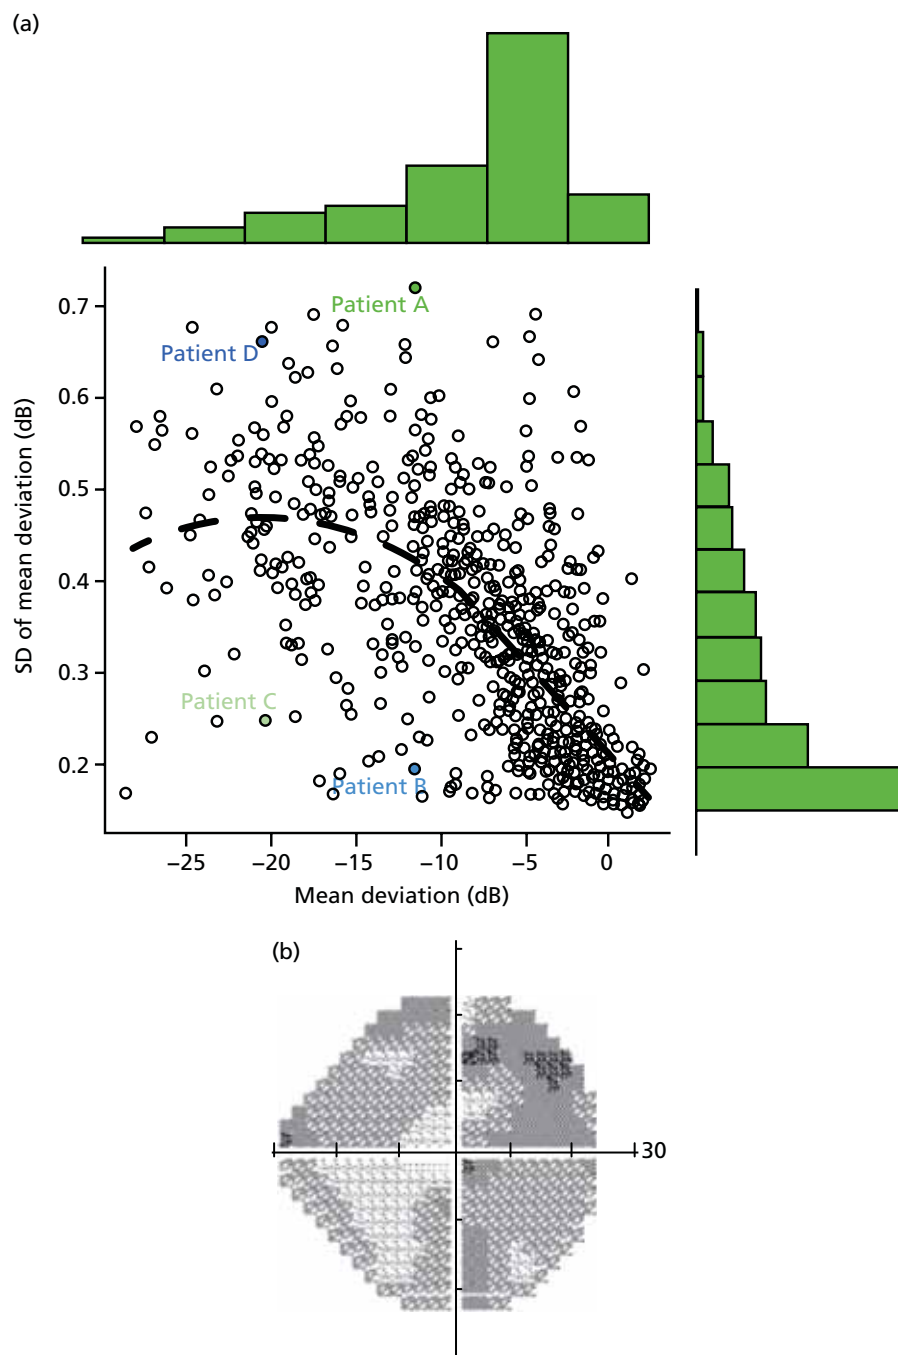 (a)
0.7
Patient A
Patient D
0.6
0.5
SD of mean deviation (dB)
0.4
0.3
Patient C
0.2
Patient B
−25
−20
−15
−10
−5
0
Mean deviation (dB)
(b)
30